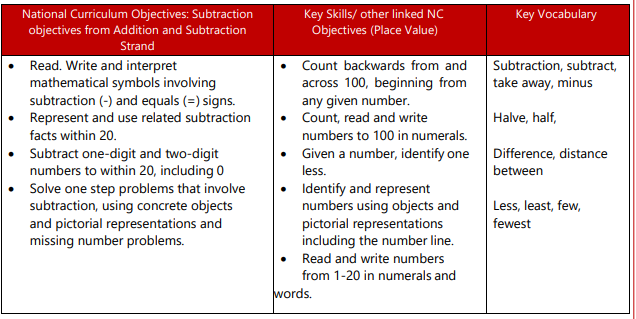 National Curriculum Objectives: Subtraction
objectives from Addition and Subtraction
Strand
Key Skills/ other linked NC
Objectives (Place Value)
Key Vocabulary
• Read. Write and interpret
mathematical symbols involving
subtraction (-) and equals (=) signs.
• Represent and use related subtraction
facts within 20.
• Subtract one-digit and two-digit
numbers to within 20, including 0
• Solve one step problems that involve
subtraction, using concrete objects
and pictorial representations and
missing number problems.
• Count backwards from and
across 100, beginning from
any given number.
• Count, read and write
numbers to 100 in numerals.
• Given a number, identify one
less.
• Identify and represent
numbers using objects and
pictorial representations
including the number line.
• Read and write numbers
from 1-20 in numerals and
words.
Subtraction, subtract,
take away, minus
Halve, half,
Difference, distance
between
Less, least, few,
fewest